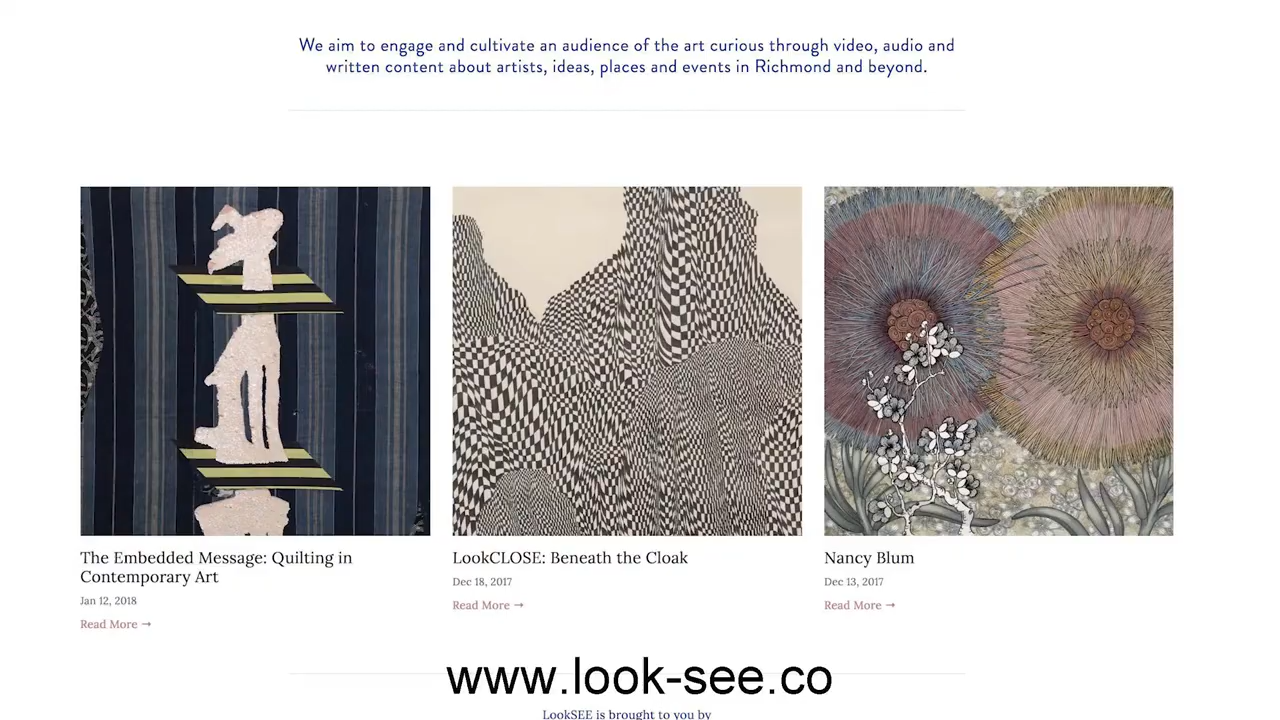 We aim to engage and cultivate an audience of the art curious through video, audio and
written content about artists, ideas, places and events in Richmond and beyond.
The Embedded Message: Quilting in
Contemporary Art
Jan 12, 2018
Read More →
LookCLOSE: Beneath the Cloak
Dec 18, 2017
Read More →
Nancy Blum
Dec 13, 2017
Read More →
www.look-see.co
LookSEE is brought to you by